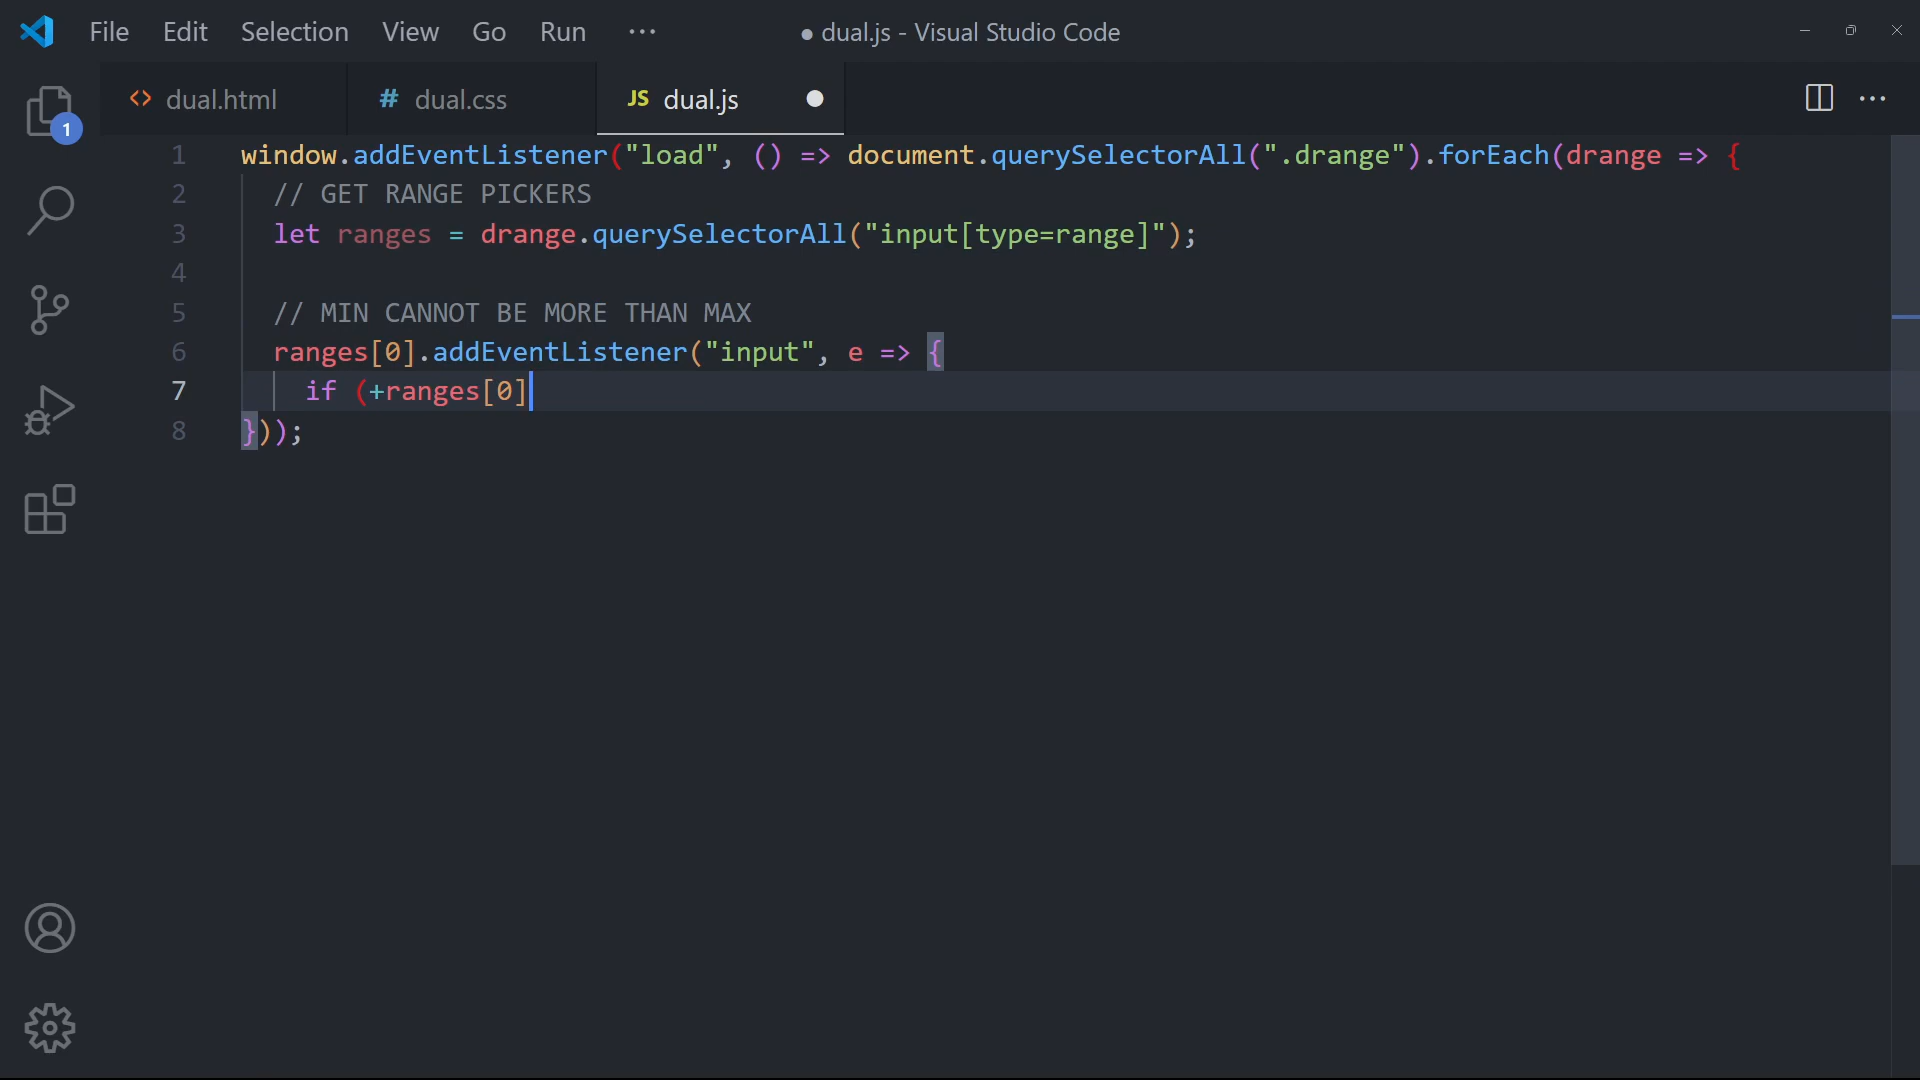 File Edit Selection View Go Run ··· ● dual.js - Visual Studio Code
<> dual.html # dual.css JS dual.js
1
1 window.addEventListener("load", () => document.querySelectorAll(".drange").forEach(drange => {
2 // GET RANGE PICKERS
3 let ranges = drange.querySelectorAll("input[type=range]");
4
5 // MIN CANNOT BE MORE THAN MAX
6 ranges[0].addEventListener("input", e => {
7 if (+ranges[0]
8 }));